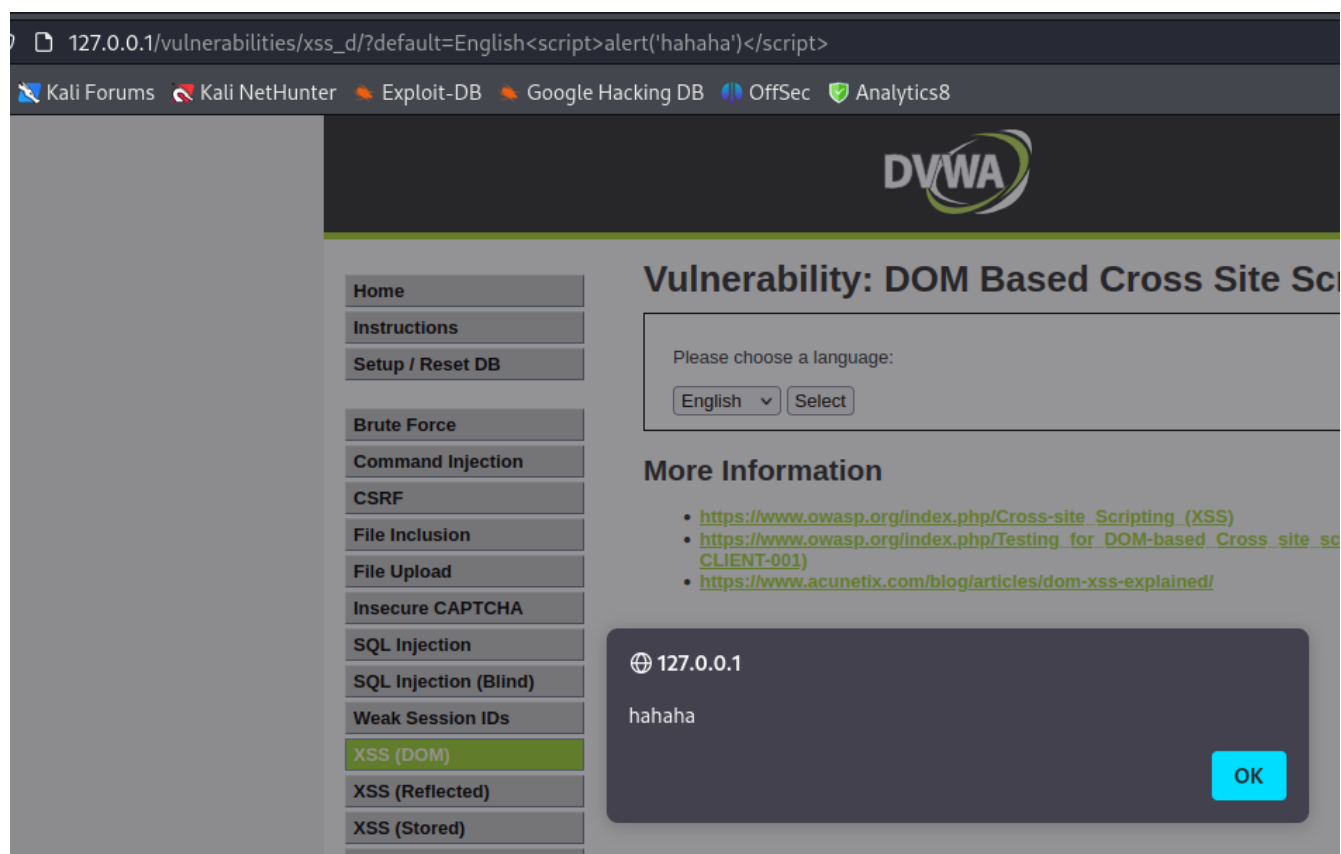 127.0.0.1/vulnerabilities/xss_d/?default=English<script>alert('hahaha')</script>
Kali Forums Kali NetHunter Exploit-DB Google Hacking DB OffSec Analytics8
DVWA
Home
Instructions
Setup / Reset DB
Brute Force
Command Injection
CSRF
File Inclusion
File Upload
Insecure CAPTCHA
SQL Injection
SQL Injection (Blind)
Weak Session IDs
XSS (DOM)
XSS (Reflected)
XSS (Stored)
Vulnerability: DOM Based Cross Site Scr
Please choose a language:
English Select
More Information
https://www.owasp.org/index.php/Cross-site_Scripting_(XSS)
https://www.owasp.org/index.php/Testing_for_DOM-based_Cross_site_sc
CLIENT-001)
https://www.acunetix.com/blog/articles/dom-xss-explained/
127.0.0.1
hahaha
OK